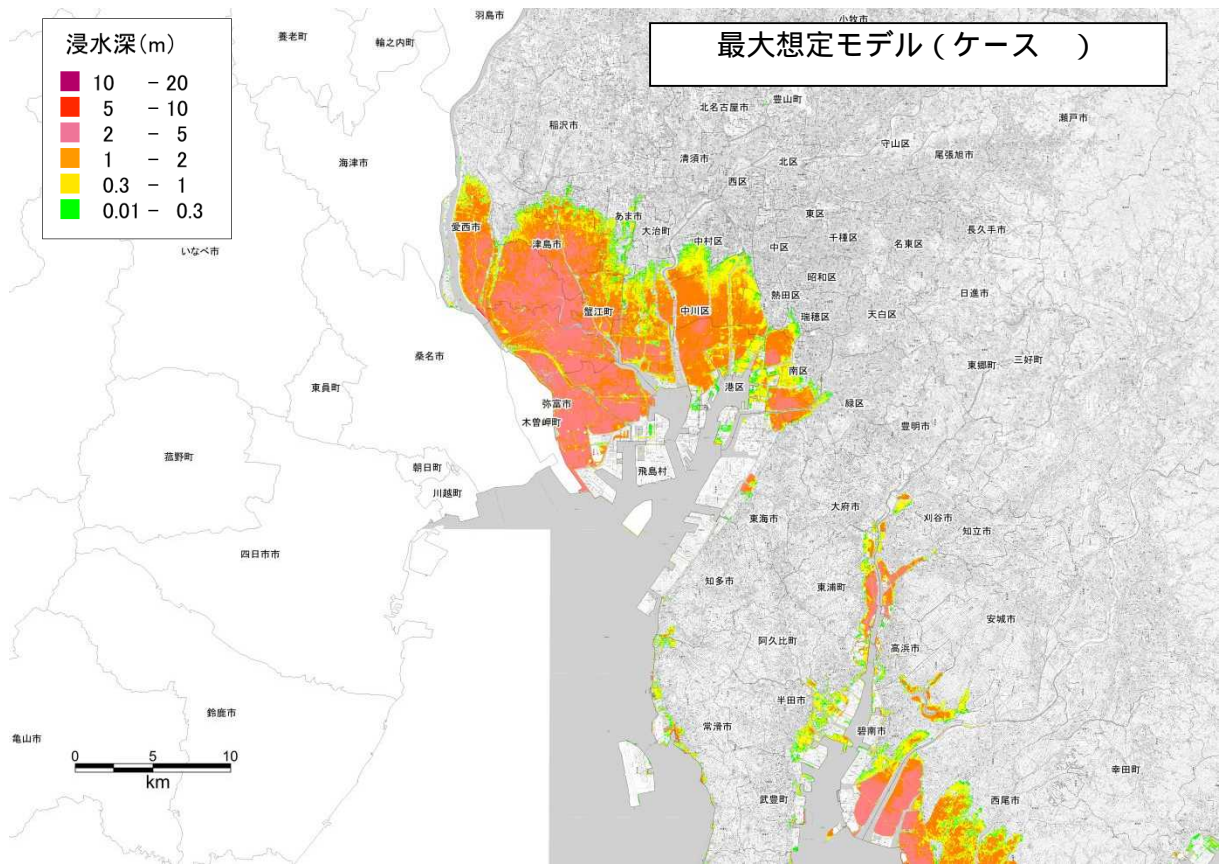 最大想定モデル(ケース　)
浸水深(m)
10 - 20
5 - 10
2 - 5
1 - 2
0.3 - 1
0.01 - 0.3
羽島市
小牧市
養老町
輪之内町
豊山町
北名古屋市
瀬戸市
稲沢市
守山区
尾張旭市
清須市
北区
海津市
西区
あま市
東区
愛西市
大治町
長久手市
中村区
千種区
津島市
中区
名東区
いなべ市
昭和区
熱田区
日進市
蟹江町
中川区
瑞穂区
天白区
桑名市
三好町
東郷町
南区
東員町
港区
弥富市
緑区
木曽岬町
豊明市
菰野町
朝日町
飛島村
川越町
大府市
東海市
刈谷市
知立市
四日市市
知多市
東浦町
安城市
阿久比町
高浜市
半田市
鈴鹿市
常滑市
碧南市
亀山市
幸田町
武豊町
西尾市
0 5 10
km